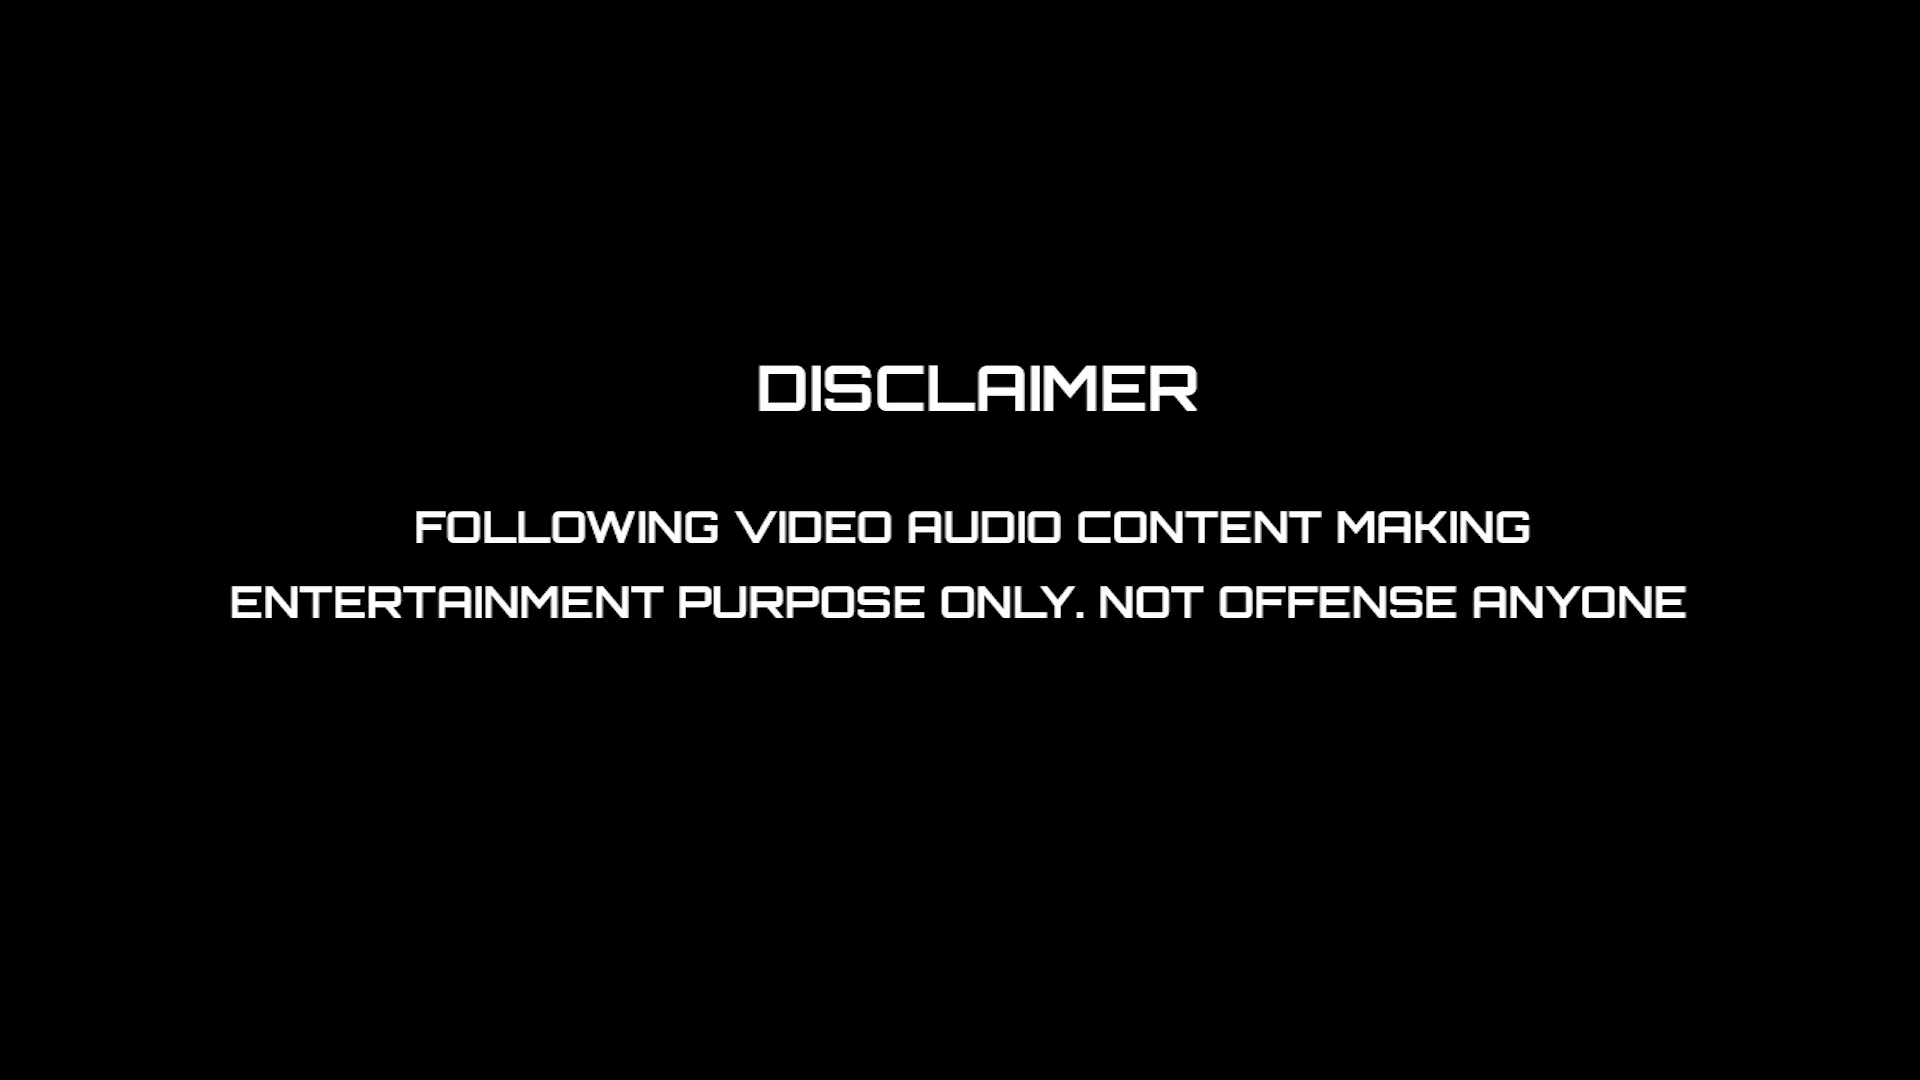 DISCLAIMER
FOLLOWING VIDEO AUDIO CONTENT MAKING
ENTERTAINMENT PURPOSE ONLY. NOT OFFENSE ANYONE